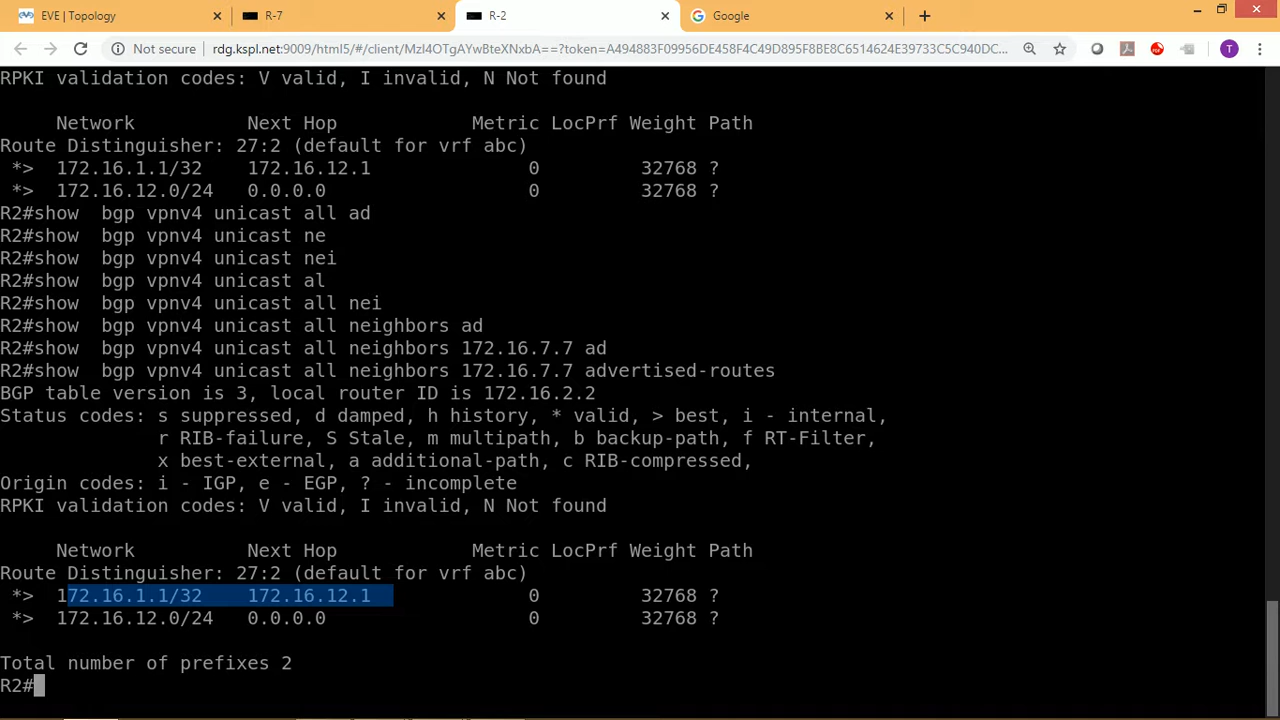 EVE | Topology
R-7
R-2
Google
Not secure
rdg.kspl.net:9009/html5/#/client/MzI4OTgAYwBteXNxbA==?token=A494883F09956DE458F4C49D895F8BE8C6514624E39733C5C940DC...
T
RPKI validation codes: V valid, I invalid, N Not found
Network Next Hop Metric LocPrf Weight Path
Route Distinguisher: 27:2 (default for vrf abc)
*> 172.16.1.1/32 172.16.12.1 0 32768 ?
*> 172.16.12.0/24 0.0.0.0 0 32768 ?
R2#show bgp vpnv4 unicast all ad
R2#show bgp vpnv4 unicast ne
R2#show bgp vpnv4 unicast nei
R2#show bgp vpnv4 unicast al
R2#show bgp vpnv4 unicast all nei
R2#show bgp vpnv4 unicast all neighbors ad
R2#show bgp vpnv4 unicast all neighbors 172.16.7.7 ad
R2#show bgp vpnv4 unicast all neighbors 172.16.7.7 advertised-routes
BGP table version is 3, local router ID is 172.16.2.2
Status codes: s suppressed, d damped, h history, * valid, > best, i - internal,
r RIB-failure, S Stale, m multipath, b backup-path, f RT-Filter,
x best-external, a additional-path, c RIB-compressed,
Origin codes: i - IGP, e - EGP, ? - incomplete
RPKI validation codes: V valid, I invalid, N Not found
Network Next Hop Metric LocPrf Weight Path
Route Distinguisher: 27:2 (default for vrf abc)
*> 172.16.1.1/32 172.16.12.1 0 32768 ?
*> 172.16.12.0/24 0.0.0.0 0 32768 ?
Total number of prefixes 2
R2#